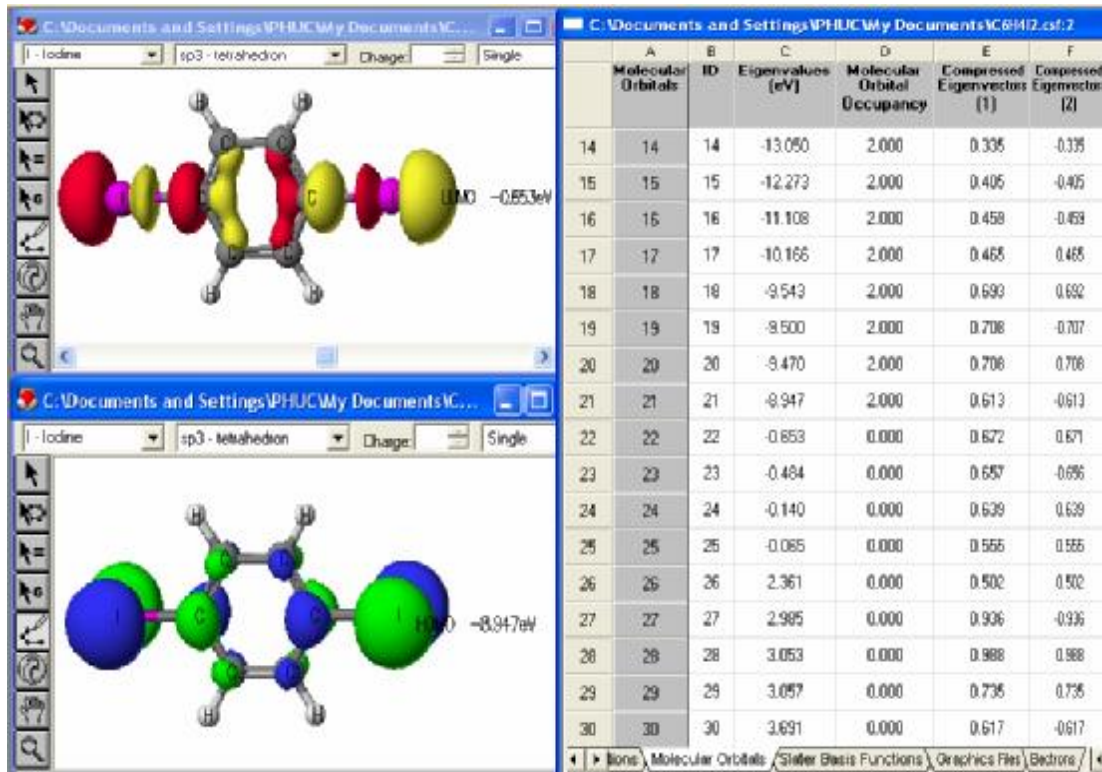 C:\Documents and Settings\PHUC\My Documents\C...
I - Iodine sp3 - tetrahedron Charge: Single
H H
C C
C
C C
H H
LUMO -0.653eV
C:\Documents and Settings\PHUC\My Documents\C...
I - Iodine sp3 - tetrahedron Charge: Single
H H
I C C I
H H
HOMO -8.947eV
C:\Documents and Settings\PHUC\My Documents\C6H4I2.csf:2
A B C D E F
Molecular Orbitals ID Eigenvalues (eV) Molecular Orbital Occupancy Compressed Eigenvectors (1) Compressed Eigenvectors (2)
14 14 14 -13.050 2.000 0.335 -0.335
15 15 15 -12.273 2.000 0.405 -0.405
16 16 16 -11.108 2.000 0.459 -0.459
17 17 17 -10.166 2.000 0.465 0.465
18 18 18 -9.543 2.000 0.693 0.692
19 19 19 -9.500 2.000 0.708 -0.707
20 20 20 -9.470 2.000 0.708 0.708
21 21 21 -8.947 2.000 0.613 -0.613
22 22 22 -0.653 0.000 0.672 0.671
23 23 23 -0.484 0.000 0.657 -0.656
24 24 24 -0.140 0.000 0.639 0.639
25 25 25 -0.065 0.000 0.555 0.555
26 26 26 2.361 0.000 0.502 0.502
27 27 27 2.985 0.000 0.936 -0.936
28 28 28 3.053 0.000 0.988 0.988
29 29 29 3.057 0.000 0.735 0.735
30 30 30 3.691 0.000 0.617 -0.617
tions Molecular Orbitals Slater Basis Functions Graphics Files Electrons